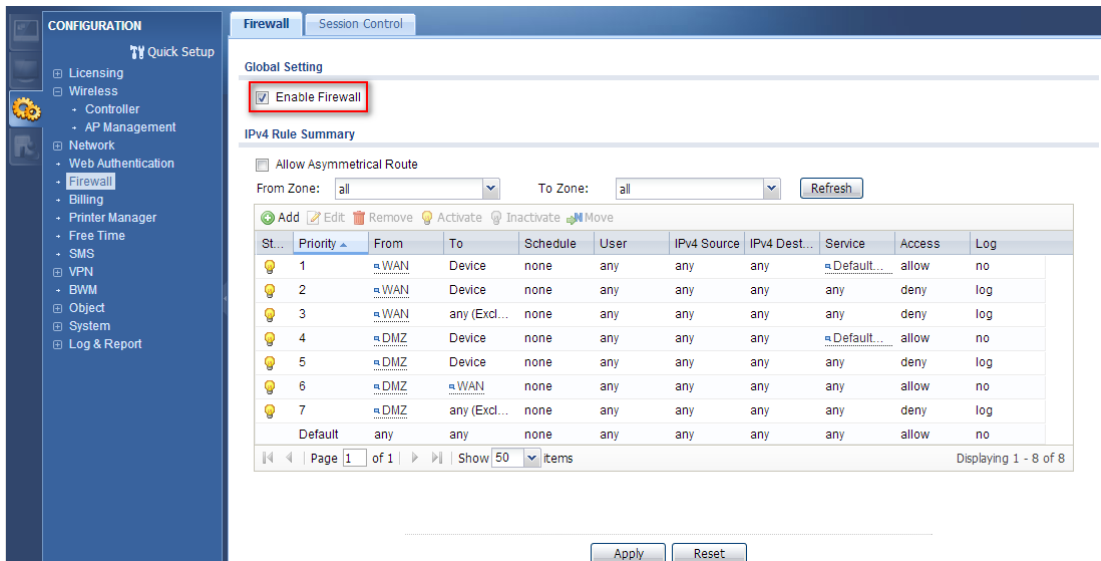 CONFIGURATION
Quick Setup
Licensing
Wireless
Controller
AP Management
Network
Web Authentication
Firewall
Billing
Printer Manager
Free Time
SMS
VPN
BWM
Object
System
Log & Report
Firewall Session Control
Global Setting
Enable Firewall
IPv4 Rule Summary
Allow Asymmetrical Route
From Zone: all To Zone: all Refresh
Add Edit Remove Activate Inactivate Move
St... Priority From To Schedule User IPv4 Source IPv4 Dest... Service Access Log
1 WAN Device none any any any Default... allow no
2 WAN Device none any any any any deny log
3 WAN any (Excl... none any any any any deny log
4 DMZ Device none any any any Default... allow no
5 DMZ Device none any any any any deny log
6 DMZ WAN none any any any any allow no
7 DMZ any (Excl... none any any any any deny log
Default any any none any any any any allow no
Page 1 of 1 Show 50 items Displaying 1 - 8 of 8
Apply Reset